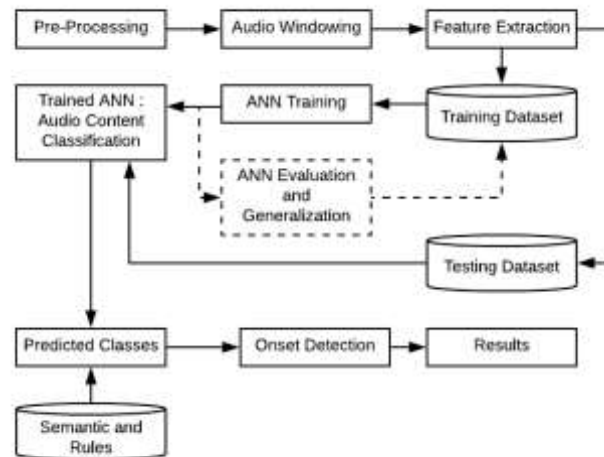 Pre-Processing
Audio Windowing
Feature Extraction
Trained ANN :
Audio Content
Classification
ANN Training
Training Dataset
ANN Evaluation
and
Generalization
Testing Dataset
Predicted Classes
Onset Detection
Results
Semantic and
Rules